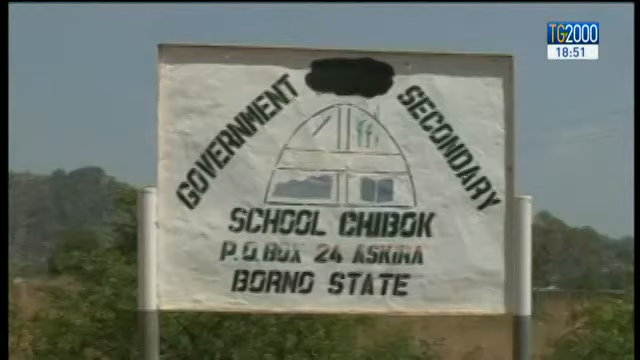 TG2000
18:51
GOVERNMENT SECONDARY
SCHOOL CHIBOK
P.O.BOX 24 ASKIRA
BORNO STATE